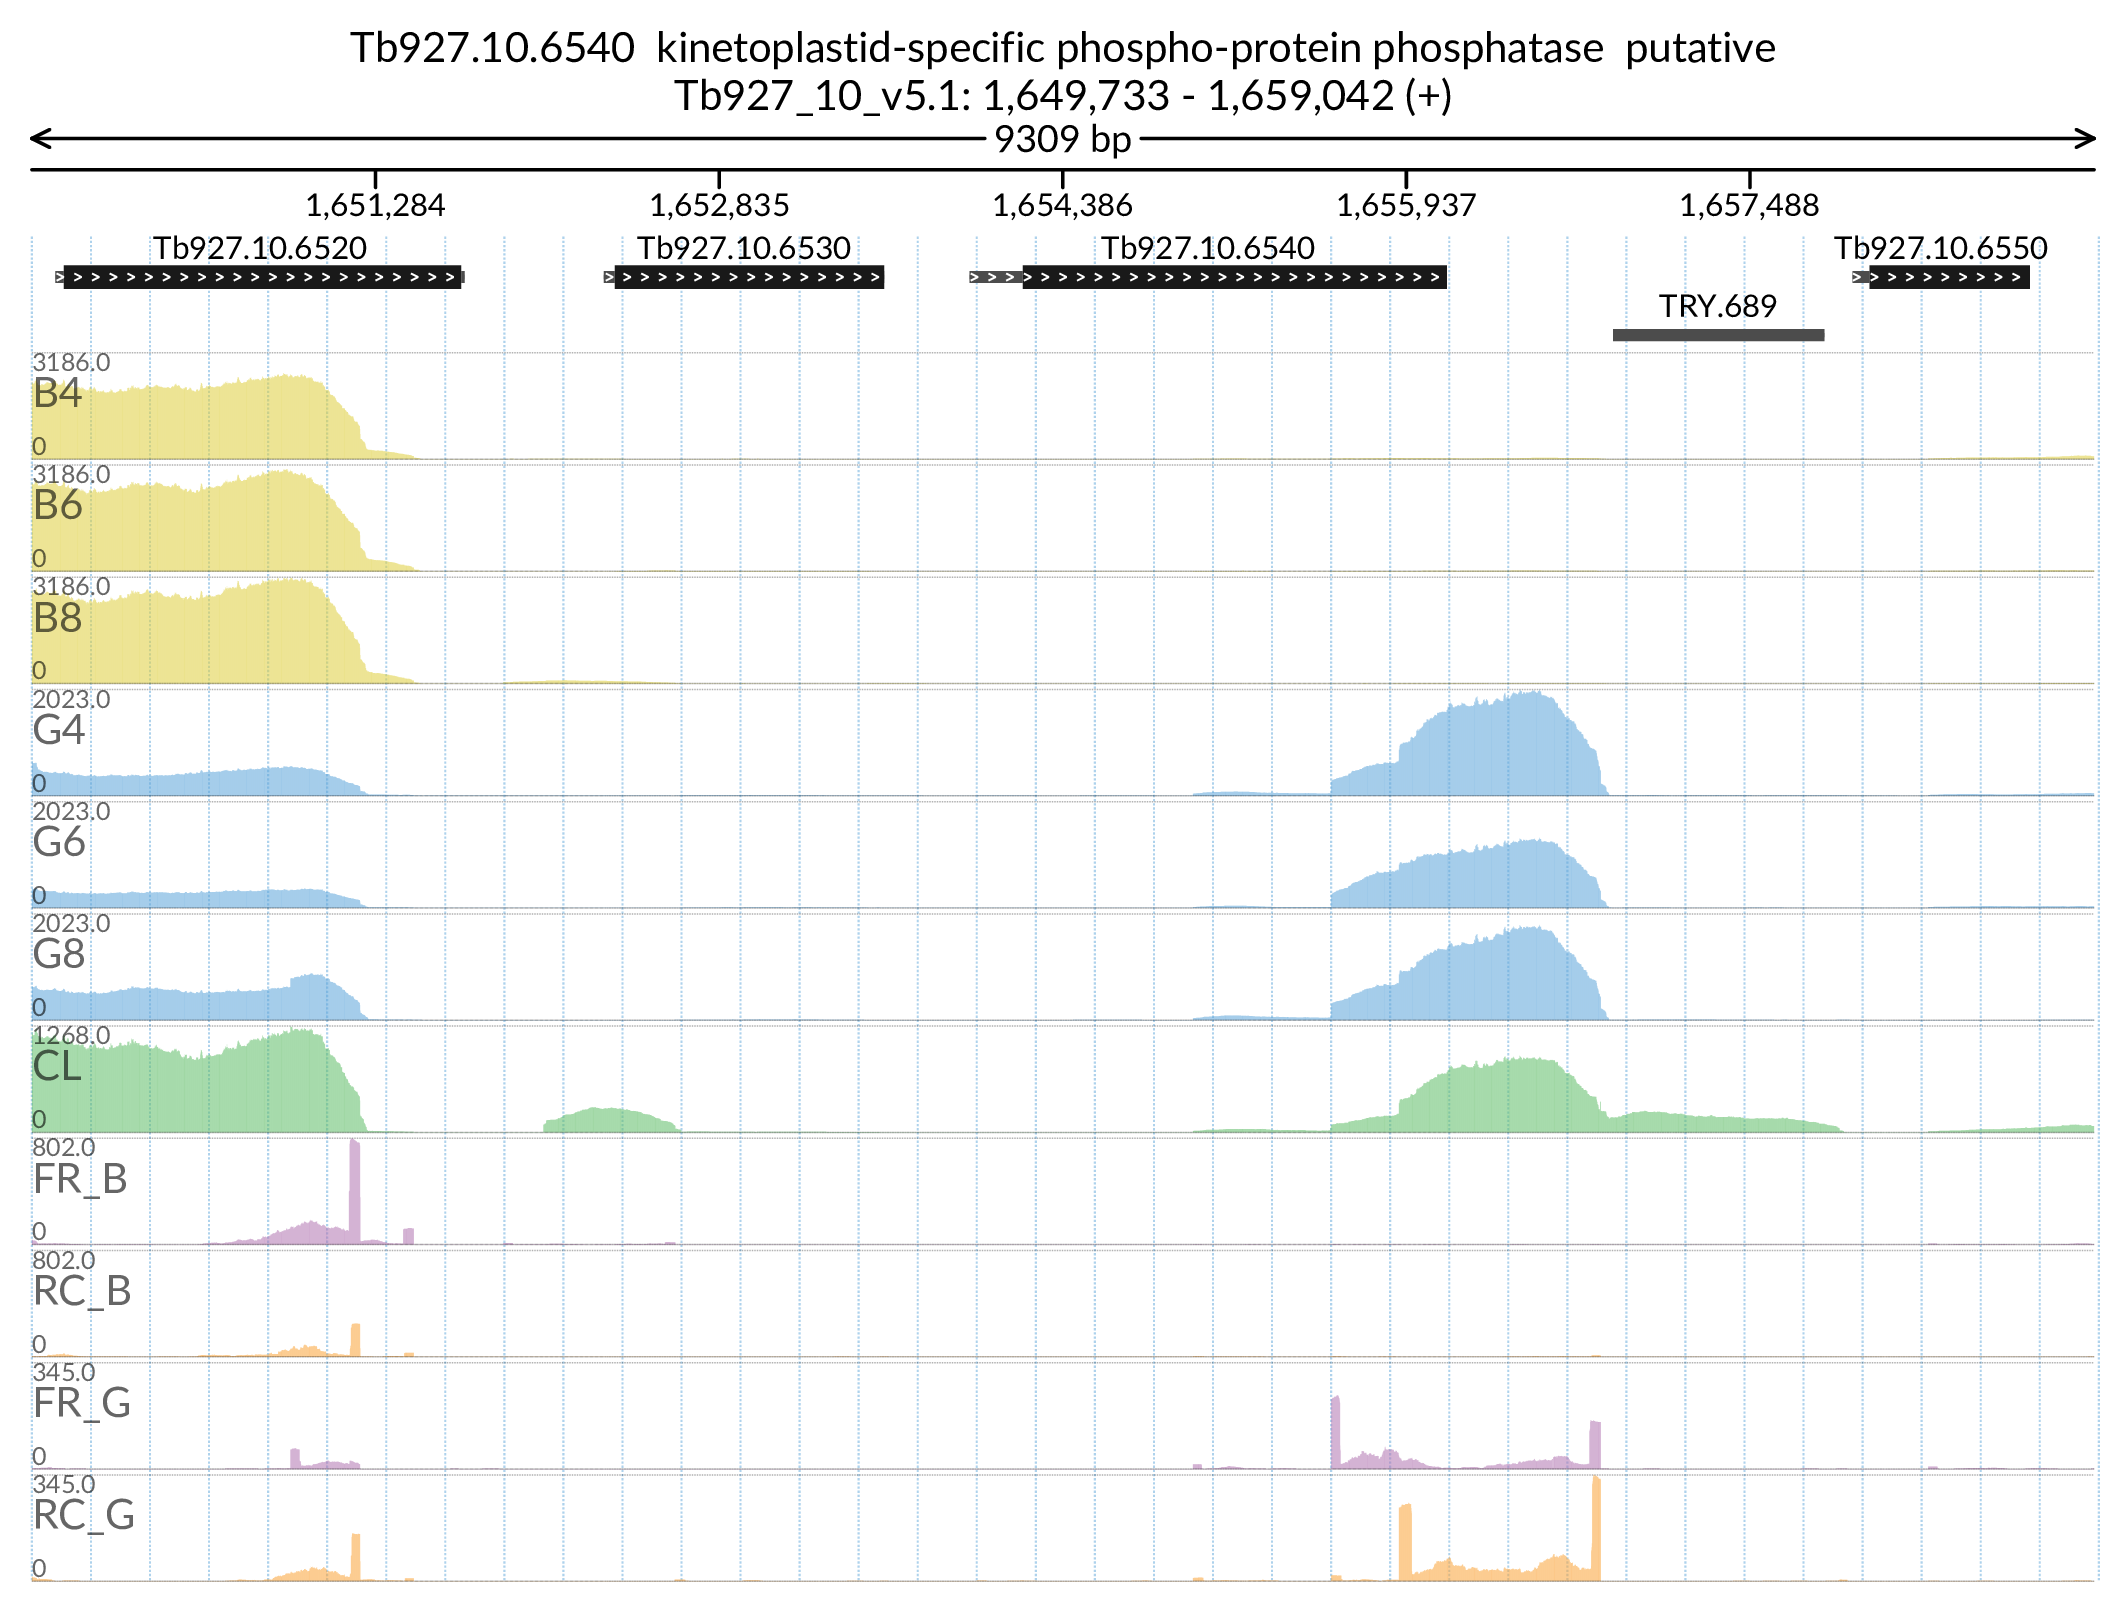 Tb927.10.6540  kinetoplastid-specific phospho-protein phosphatase  putative
Tb927_10_v5.1: 1,649,733 - 1,659,042 (+)
9309 bp
1,651,284 1,652,835 1,654,386 1,655,937 1,657,488
Tb927.10.6520 Tb927.10.6530 Tb927.10.6540 Tb927.10.6550
TRY.689
3186.0
B4
0
3186.0
B6
0
3186.0
B8
0
2023.0
G4
0
2023.0
G6
0
2023.0
G8
0
1268.0
CL
0
802.0
FR_B
0
802.0
RC_B
0
345.0
FR_G
0
345.0
RC_G
0